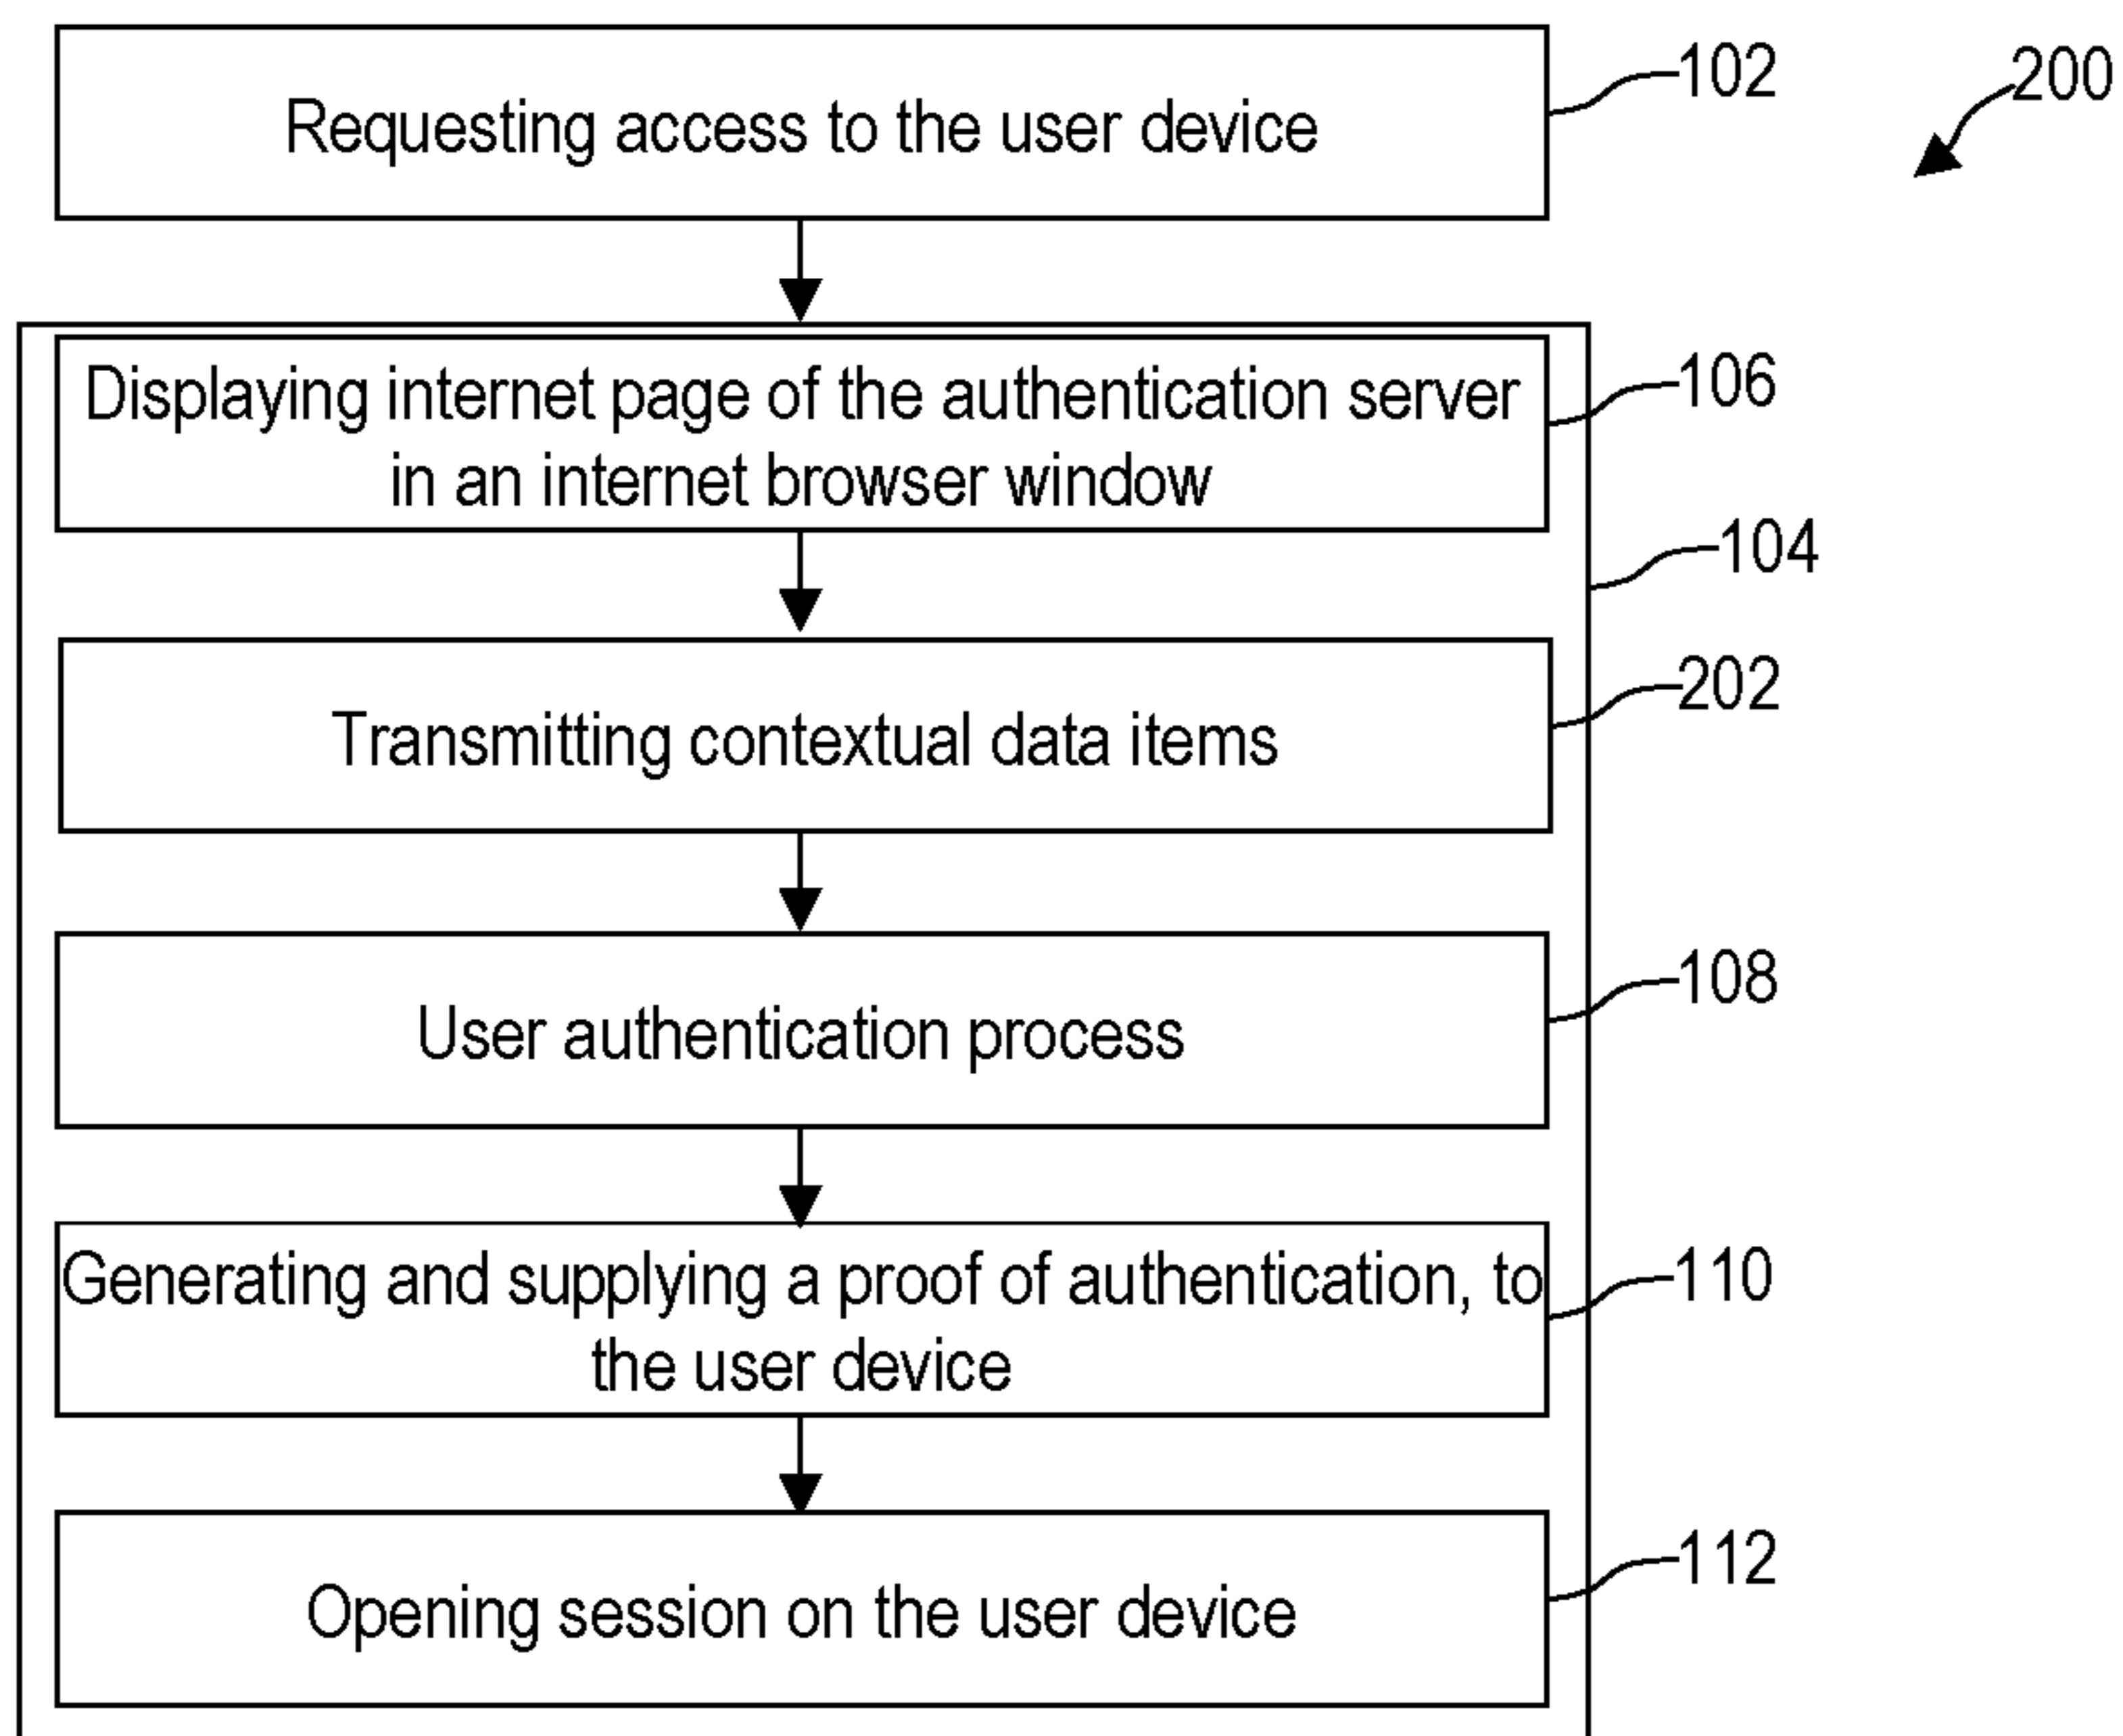 Requesting access to the user device
102
200
Displaying internet page of the authentication server
in an internet browser window
106
104
Transmitting contextual data items
202
User authentication process
108
Generating and supplying a proof of authentication, to
the user device
110
Opening session on the user device
112